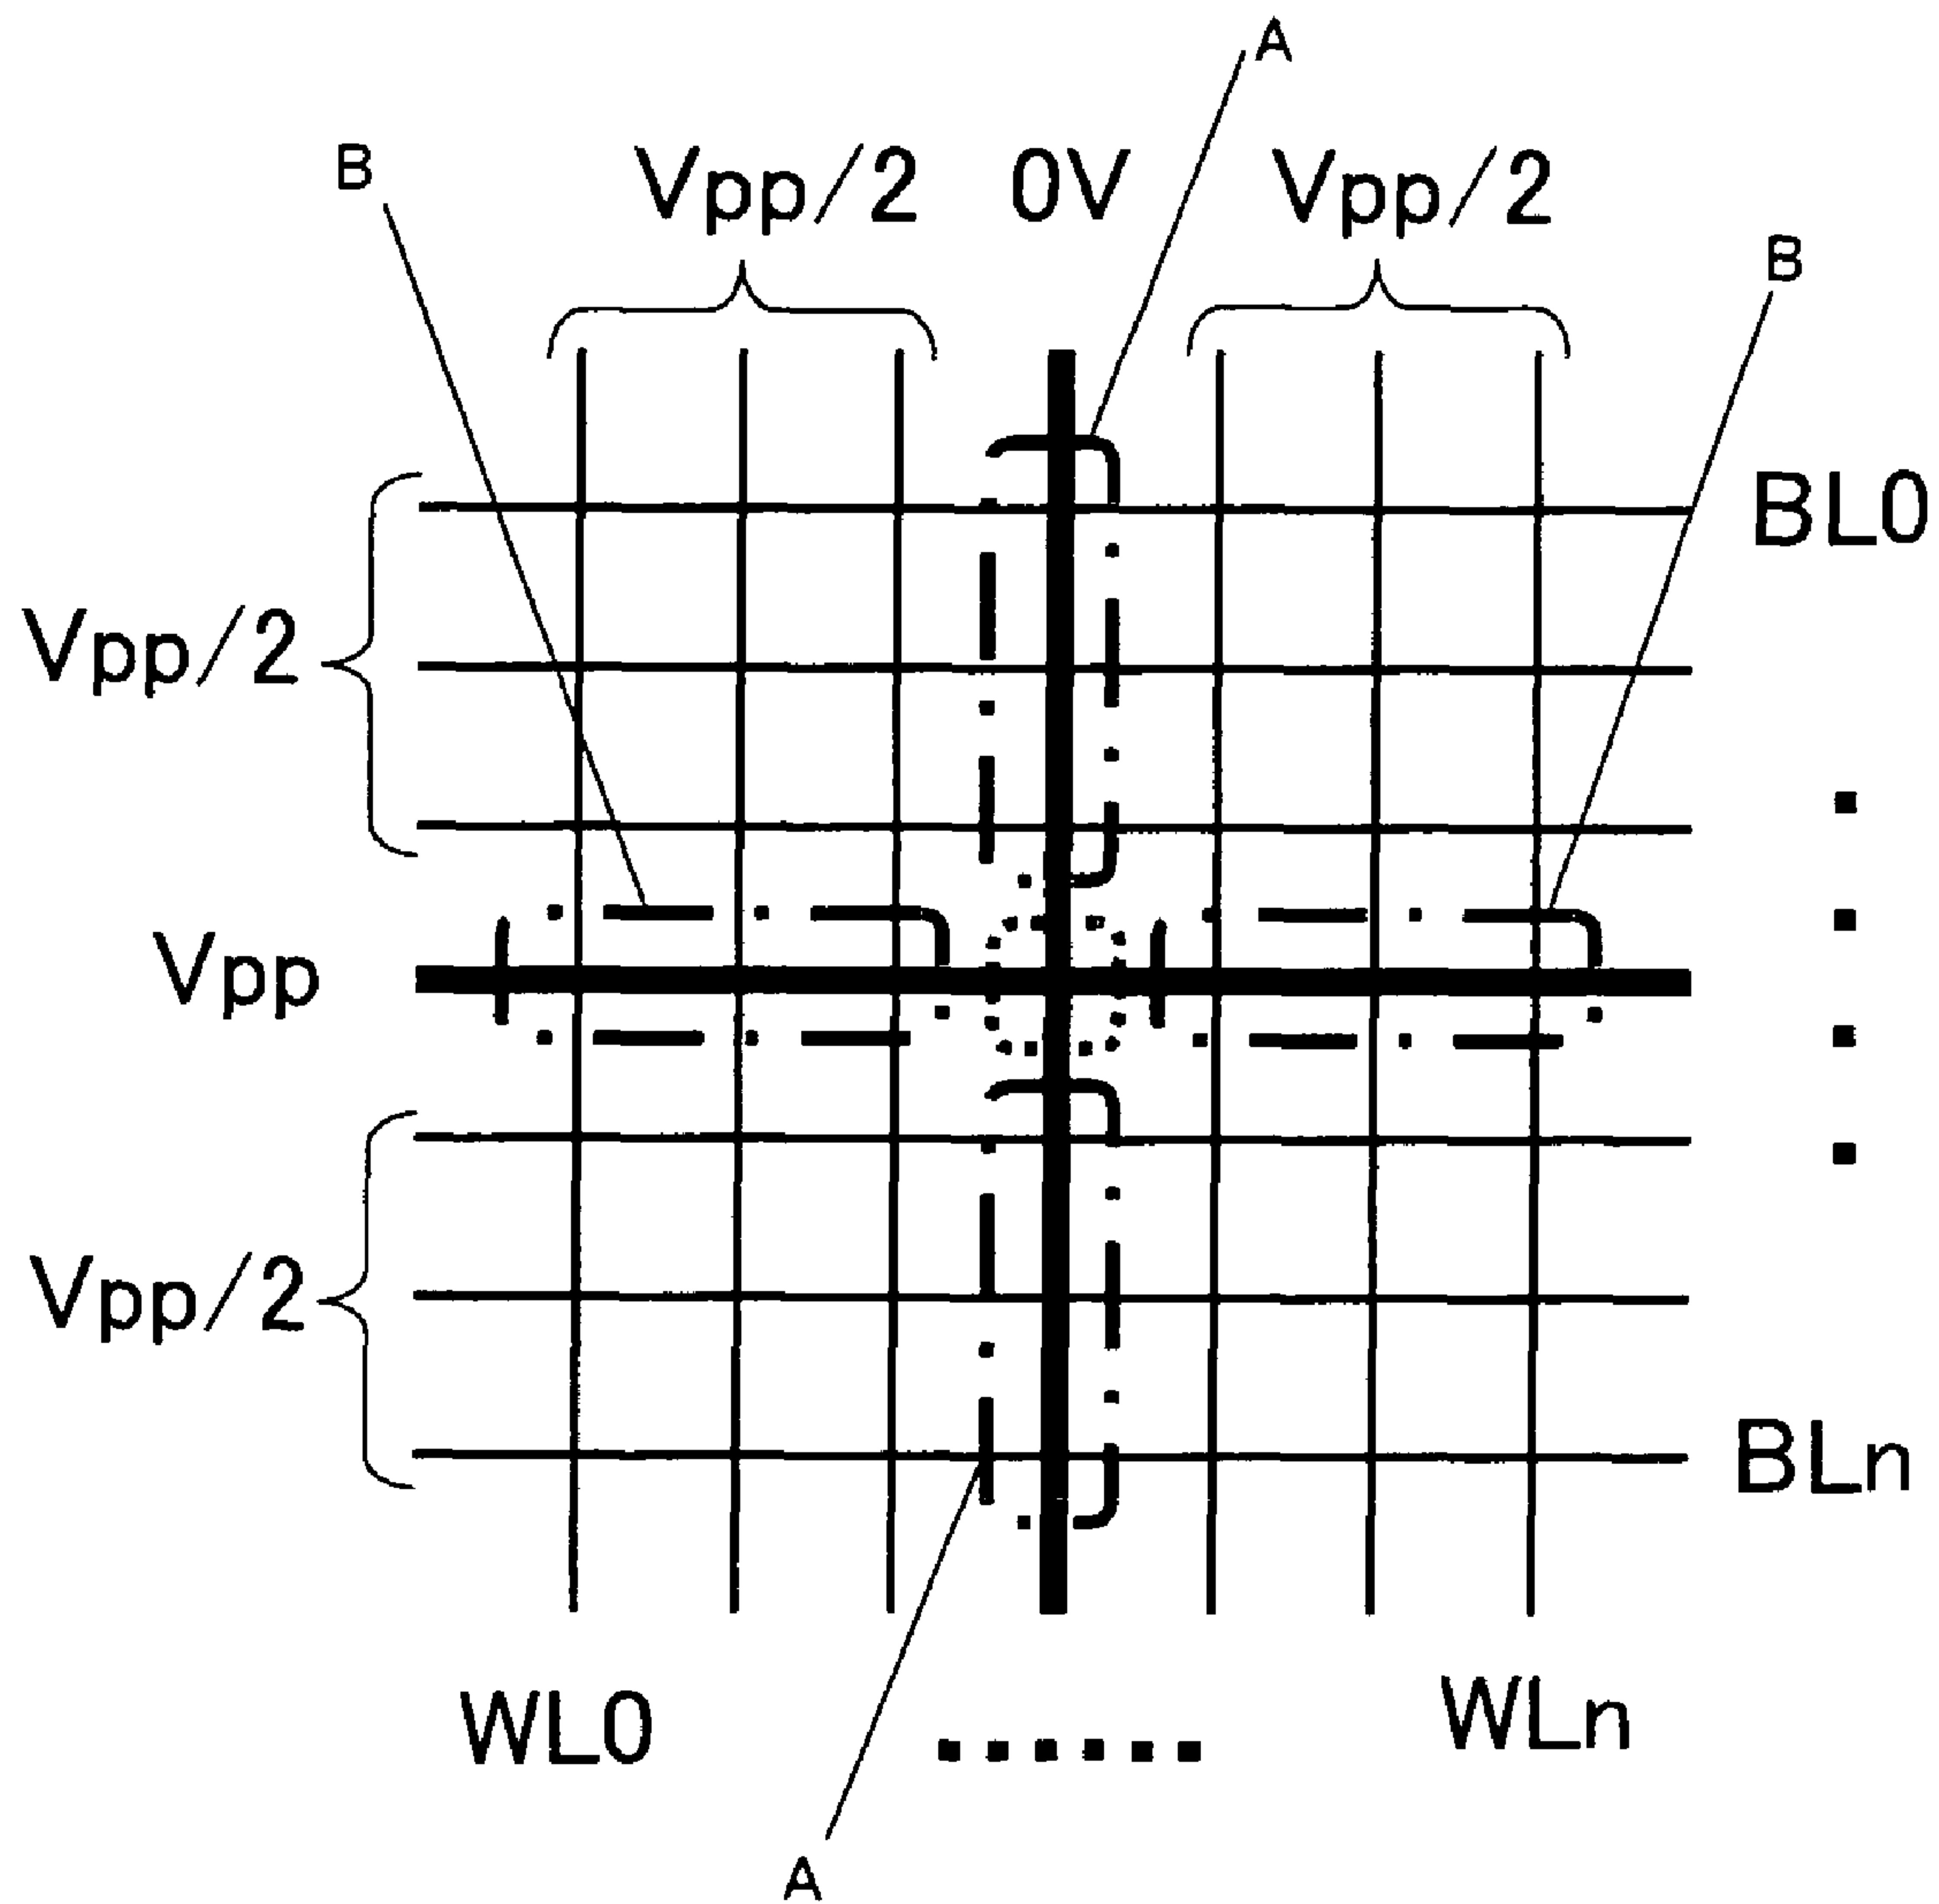 A
B
Vpp/2
0V
Vpp/2
B
BL0
Vpp/2
Vpp
Vpp/2
BLn
WL0
......
WLn
A